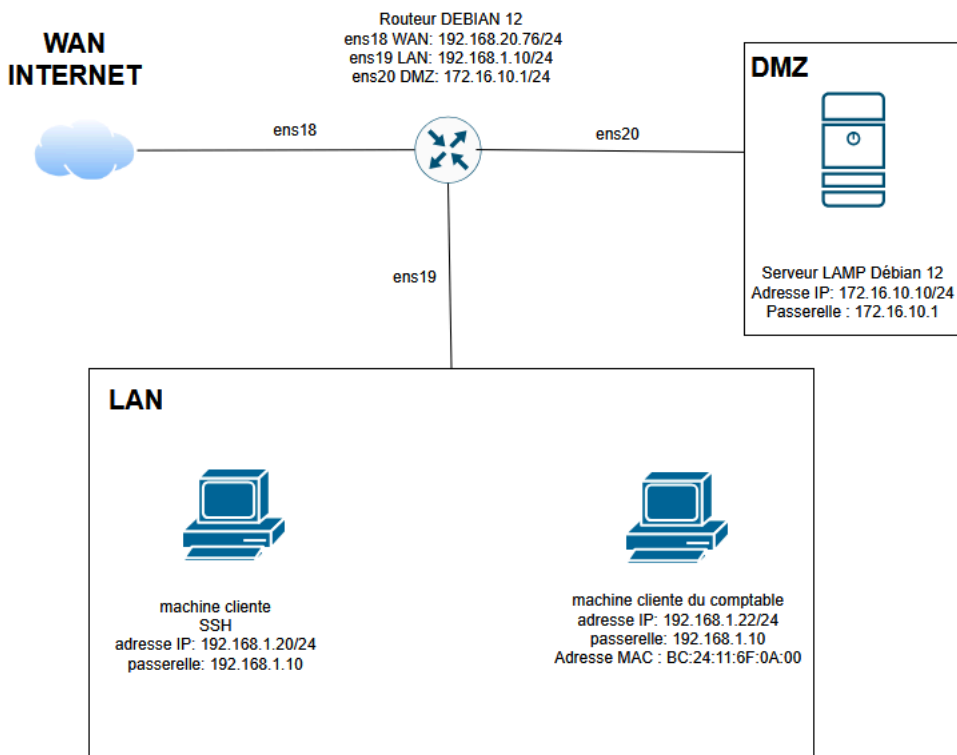 Routeur DEBIAN 12
ens18 WAN: 192.168.20.76/24
ens19 LAN: 192.168.1.10/24
ens20 DMZ: 172.16.10.1/24
WAN
INTERNET
DMZ
ens18
ens20
Serveur LAMP Débian 12
Adresse IP: 172.16.10.10/24
Passerelle : 172.16.10.1
ens19
LAN
machine cliente
SSH
adresse IP: 192.168.1.20/24
passerelle: 192.168.1.10
machine cliente du comptable
adresse IP: 192.168.1.22/24
passerelle: 192.168.1.10
Adresse MAC : BC:24:11:6F:0A:00